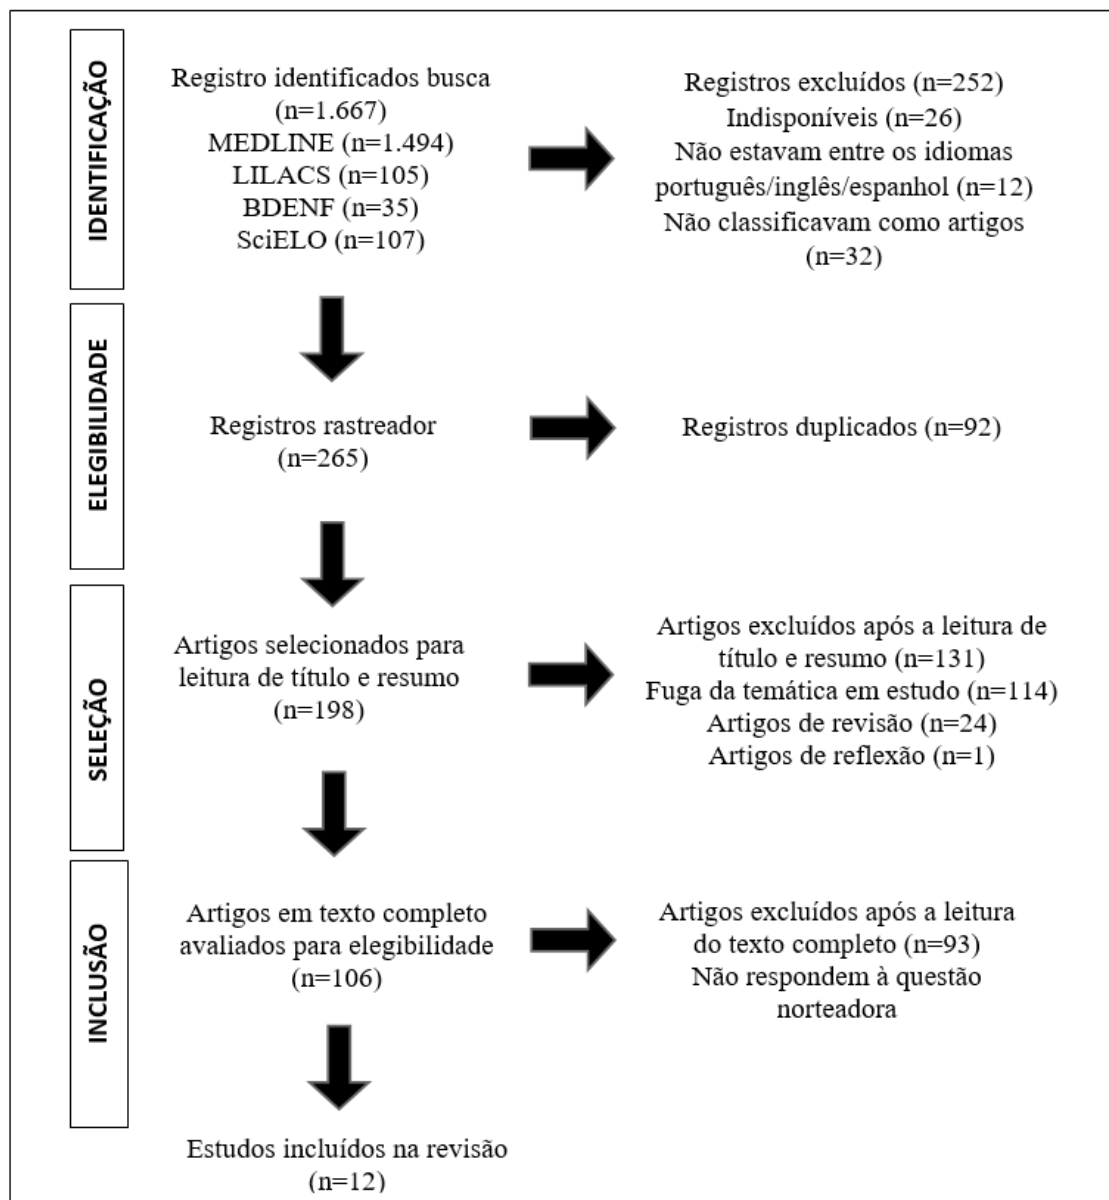 IDENTIFICAÇÃO
Registro identificados busca
(n=1.667)
MEDLINE (n=1.494)
LILACS (n=105)
BDENF (n=35)
SciELO (n=107)
Registros excluídos (n=252)
Indisponíveis (n=26)
Não estavam entre os idiomas
português/inglês/espanhol (n=12)
Não classificavam como artigos
(n=32)
ELEGIBILIDADE
Registros rastreador
(n=265)
Registros duplicados (n=92)
SELEÇÃO
Artigos selecionados para
leitura de título e resumo
(n=198)
Artigos excluídos após a leitura de
título e resumo (n=131)
Fuga da temática em estudo (n=114)
Artigos de revisão (n=24)
Artigos de reflexão (n=1)
INCLUSÃO
Artigos em texto completo
avaliados para elegibilidade
(n=106)
Artigos excluídos após a leitura
do texto completo (n=93)
Não respondem à questão
norteadora
Estudos incluídos na revisão
(n=12)